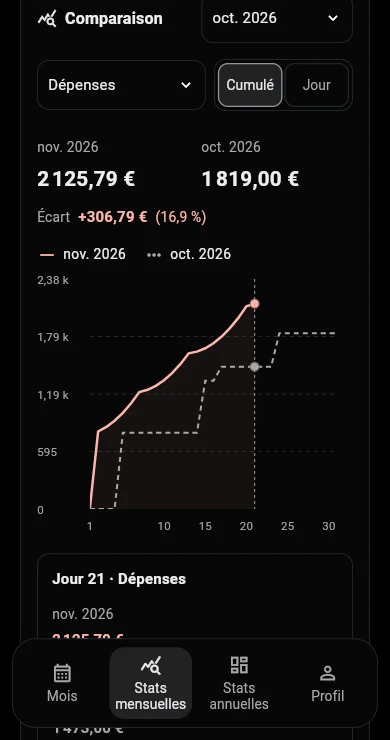 Comparaison
oct. 2026
Dépenses
Cumulé
Jour
nov. 2026
oct. 2026
2 125,79 €
1 819,00 €
Écart +306,79 € (16,9 %)
nov. 2026
oct. 2026
2,38 k
1,79 k
1,19 k
595
0
1
10
15
20
25
30
Jour 21 · Dépenses
nov. 2026
Mois
Stats
mensuelles
Stats
annuelles
Profil